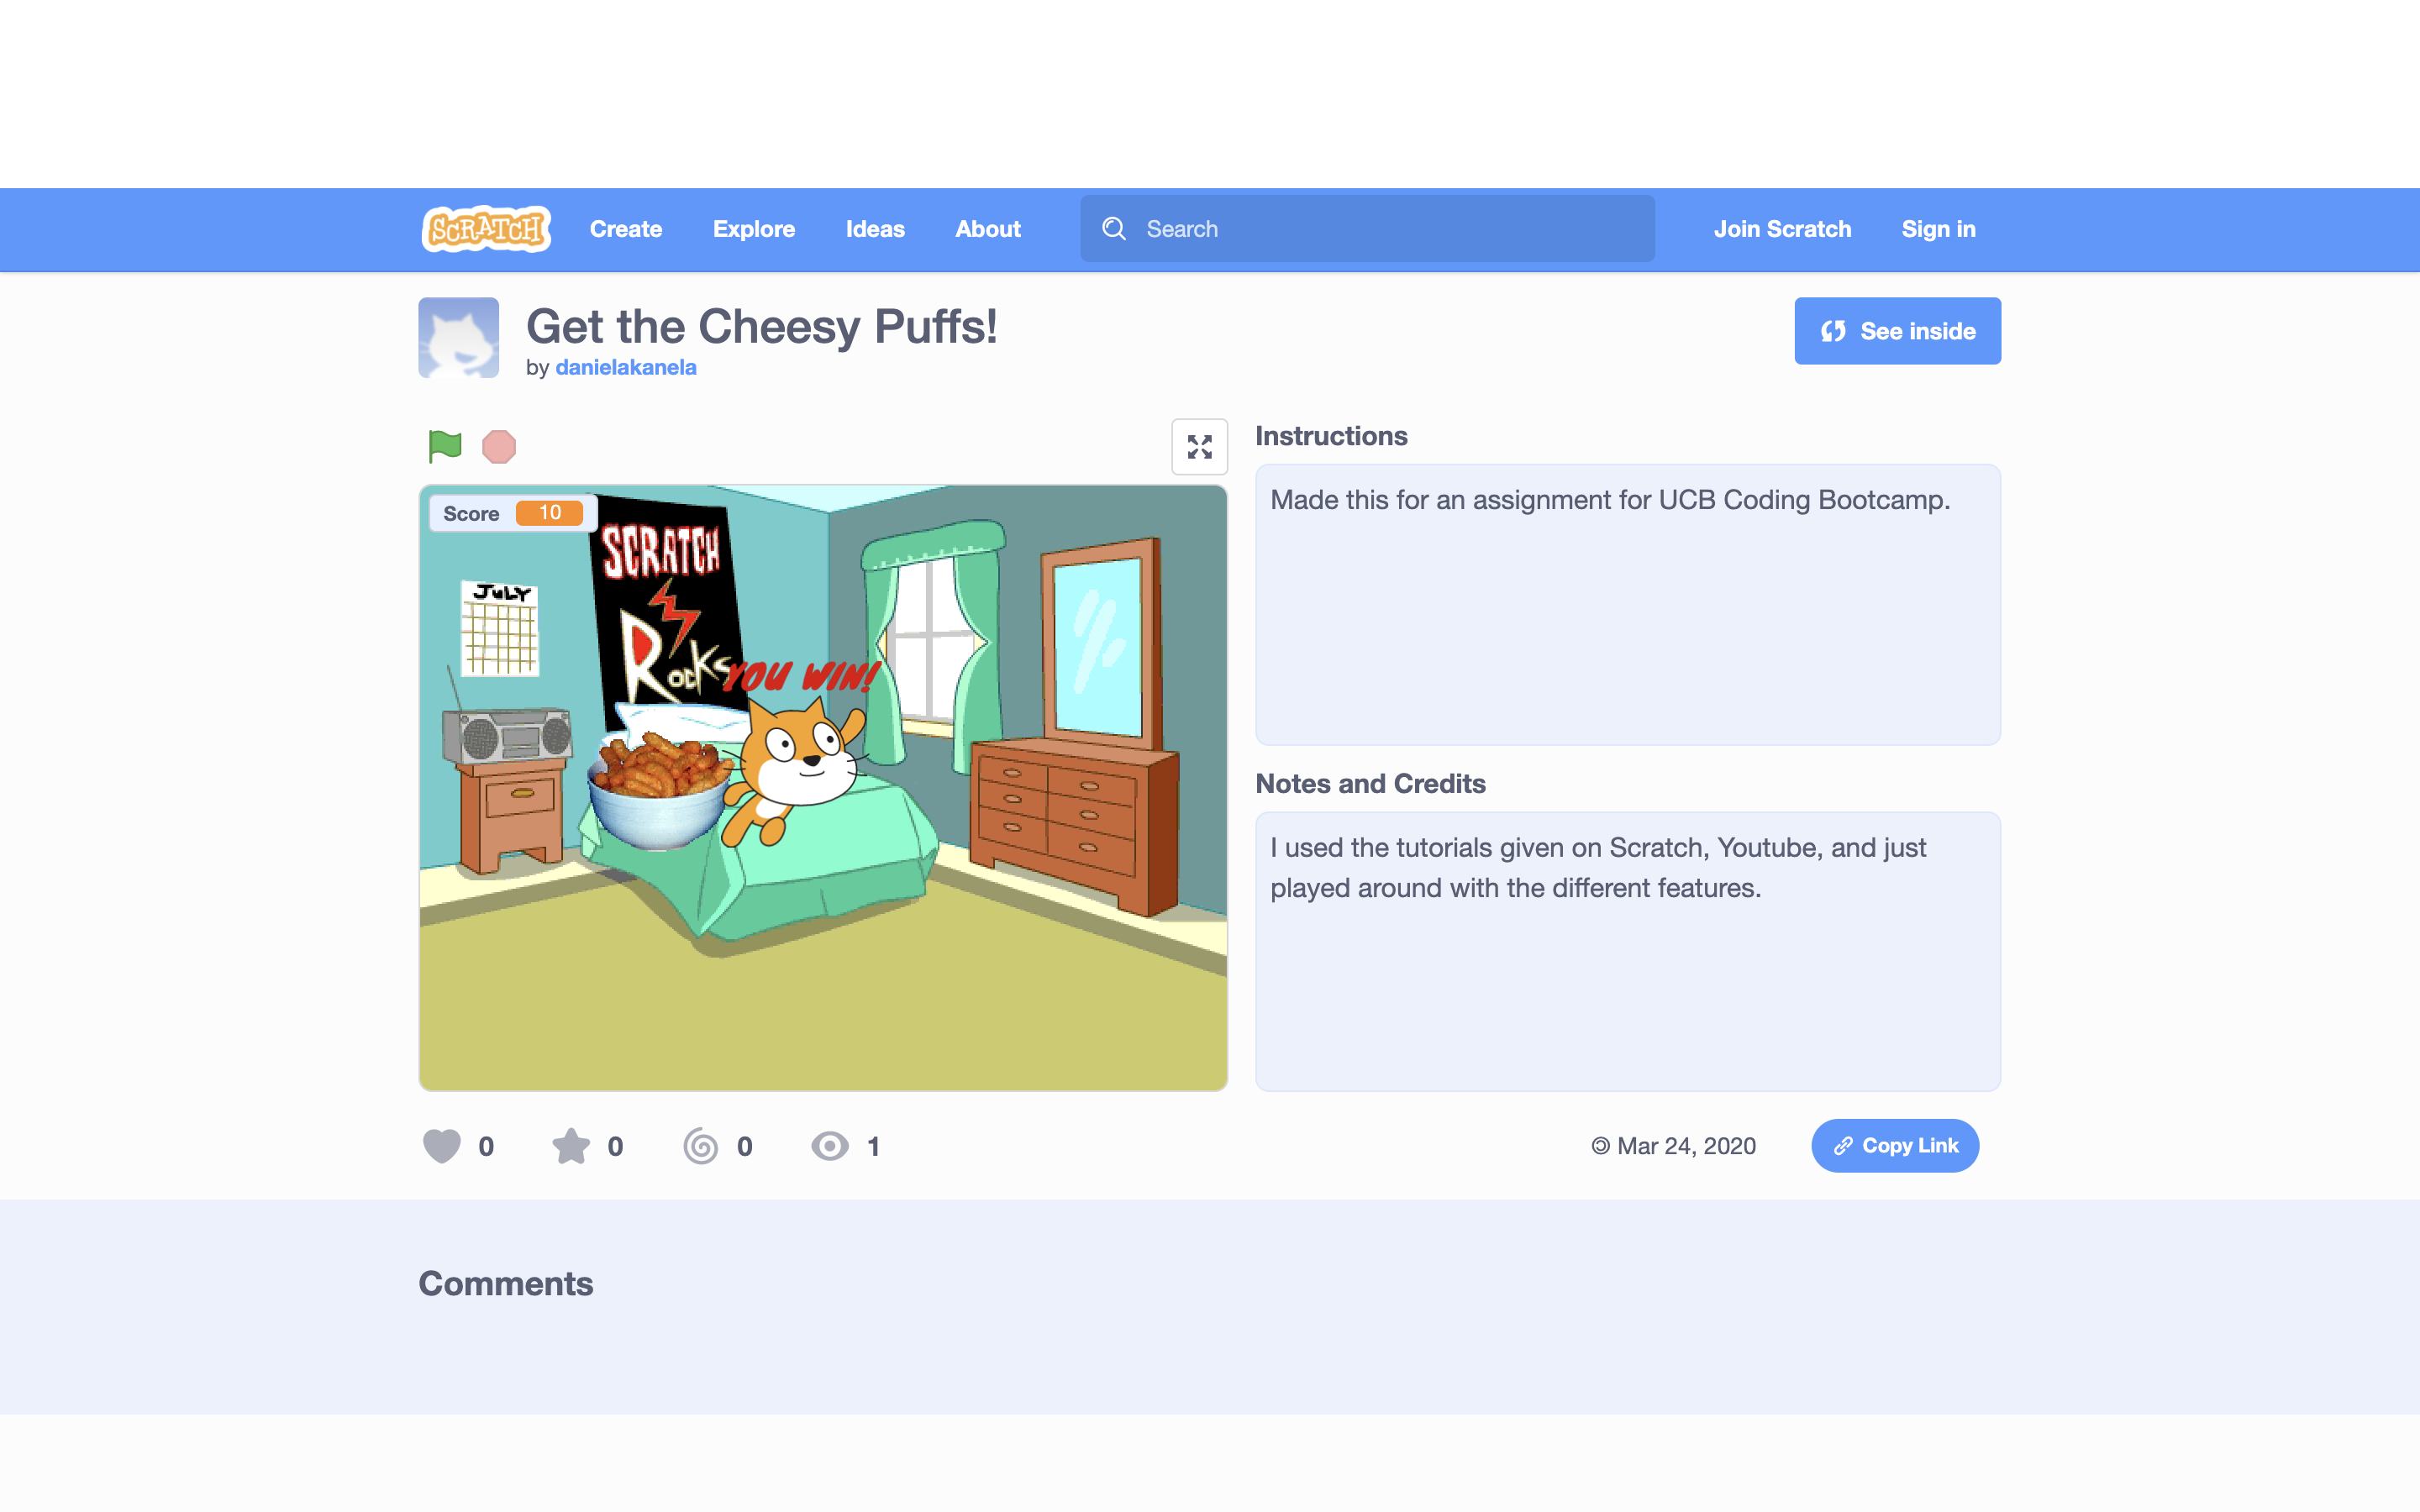 SCRATCH
Create
Explore
Ideas
About
Search
Join Scratch
Sign in
Get the Cheesy Puffs!
by danielakanela
See inside
Score 10
JULY
SCRATCH
ROCKS
YOU WIN!
Instructions
Made this for an assignment for UCB Coding Bootcamp.
Notes and Credits
I used the tutorials given on Scratch, Youtube, and just
played around with the different features.
0
0
0
1
Mar 24, 2020
Copy Link
Comments